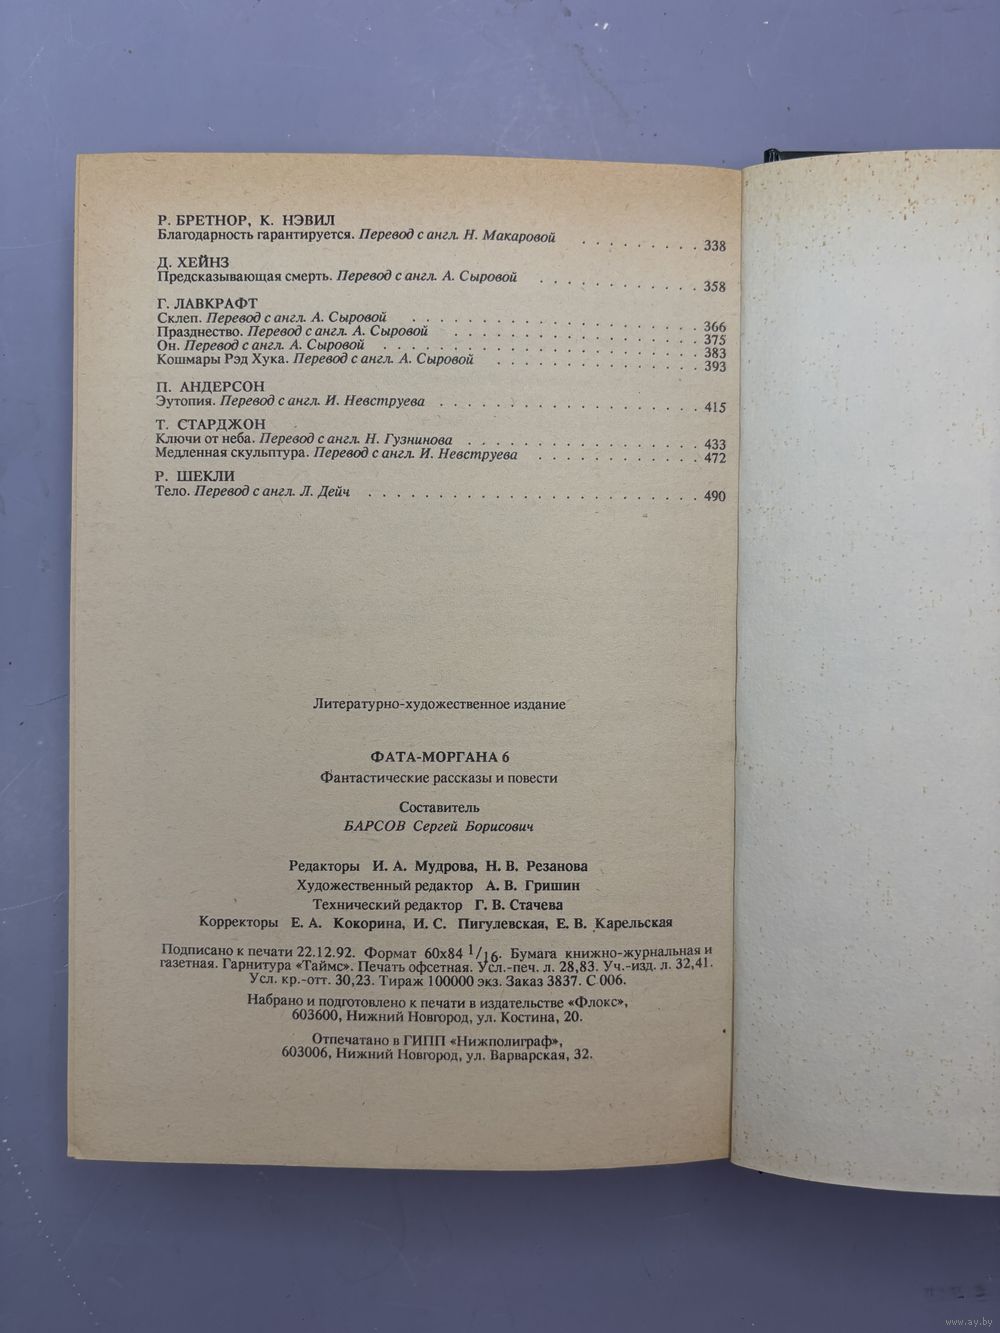 Р. БРЕТНОР, К. НЭВИЛ
Благодарность гарантируется. Перевод с англ. Н. Макаровой . . . . . . . . . 338
Д. ХЕЙНЗ
Предсказывающая смерть. Перевод с англ. А. Сыровой . . . . . . . . . . . . 358
Г. ЛАВКРАФТ
Склеп. Перевод с англ. А. Сыровой . . . . . . . . . . . . . . . . . . . . . 366
Празднество. Перевод с англ. А. Сыровой . . . . . . . . . . . . . . . . . . 375
Он. Перевод с англ. А. Сыровой . . . . . . . . . . . . . . . . . . . . . . . 383
Кошмары Рэд Хука. Перевод с англ. А. Сыровой . . . . . . . . . . . . . . . 393
П. АНДЕРСОН
Эутопия. Перевод с англ. И. Невструева . . . . . . . . . . . . . . . . . . . 415
Т. СТАРДЖОН
Ключи от неба. Перевод с англ. Н. Гузнинова . . . . . . . . . . . . . . . . . 433
Медленная скульптура. Перевод с англ. И. Невструева . . . . . . . . . . . . 472
Р. ШЕКЛИ
Тело. Перевод с англ. Л. Дейч . . . . . . . . . . . . . . . . . . . . . . . . 490
Литературно-художественное издание
ФАТА-МОРГАНА 6
Фантастические рассказы и повести
Составитель
БАРСОВ Сергей Борисович
Редакторы И. А. Мудрова, Н. В. Резанова
Художественный редактор А. В. Гришин
Технический редактор Г. В. Стачева
Корректоры Е. А. Кокорина, И. С. Пигулевская, Е. В. Карельская
Подписано к печати 22.12.92. Формат 60х84 1/16. Бумага книжно-журнальная и
газетная. Гарнитура «Таймс». Печать офсетная. Усл.-печ. л. 28,83. Уч.-изд. л. 32,41.
Усл. кр.-отт. 30,23. Тираж 100000 экз. Заказ 3837. С 006.
Набрано и подготовлено к печати в издательстве «Флокс»,
603600, Нижний Новгород, ул. Костина, 20.
Отпечатано в ГИПП «Нижполиграф»,
603006, Нижний Новгород, ул. Варварская, 32.
www.ay.by